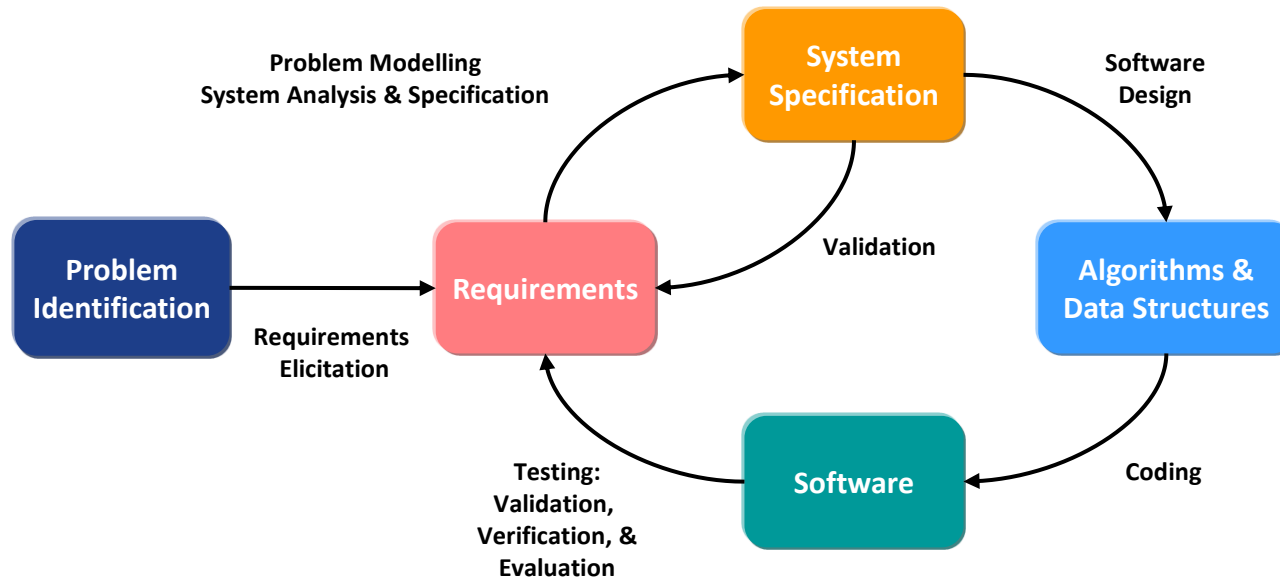 Problem Modelling
System Analysis & Specification
System
Specification
Software
Design
Problem
Identification
Requirements
Elicitation
Requirements
Validation
Algorithms &
Data Structures
Testing:
Validation,
Verification, &
Evaluation
Software
Coding